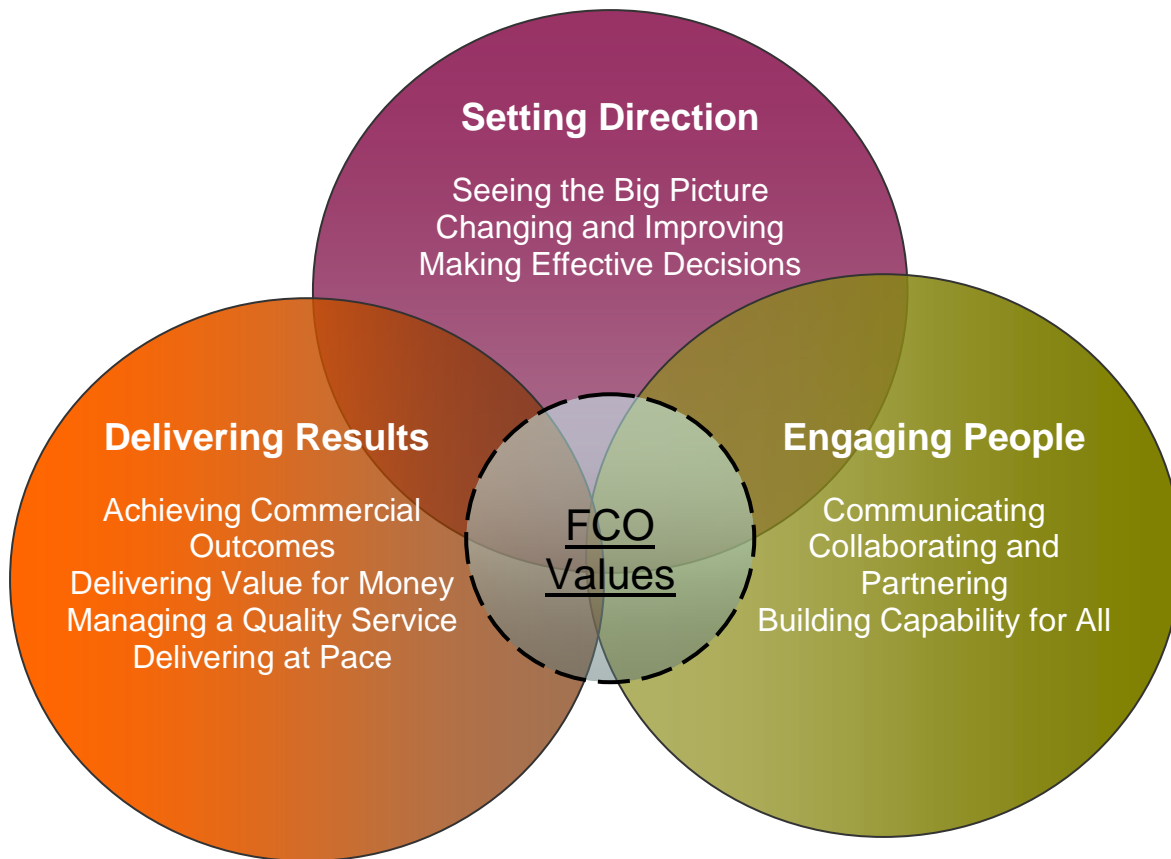 Setting Direction
Seeing the Big Picture
Changing and Improving
Making Effective Decisions
Delivering Results
Achieving Commercial
Outcomes
Delivering Value for Money
Managing a Quality Service
Delivering at Pace
FCO
Values
Engaging People
Communicating
Collaborating and
Partnering
Building Capability for All